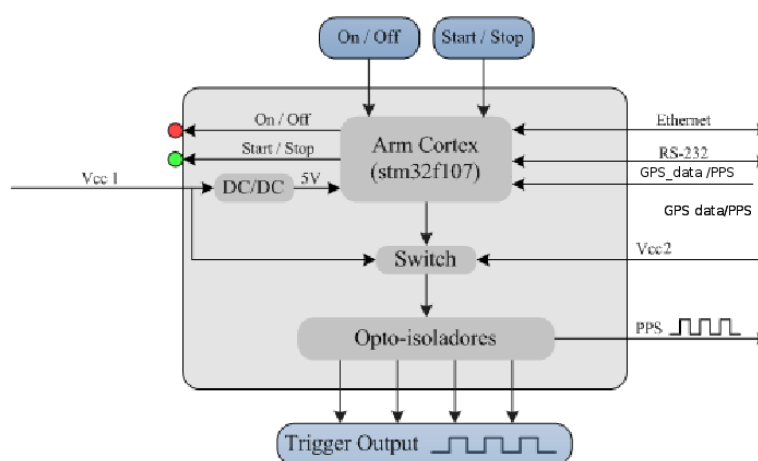 On / Off
Start / Stop
On / Off
Start / Stop
Arm Cortex
(stm32f107)
Ethernet
RS-232
GPS_data /PPS
GPS data/PPS
Vcc 1
DC/DC
5V
Switch
Vcc2
Opto-isoladores
PPS
Trigger Output